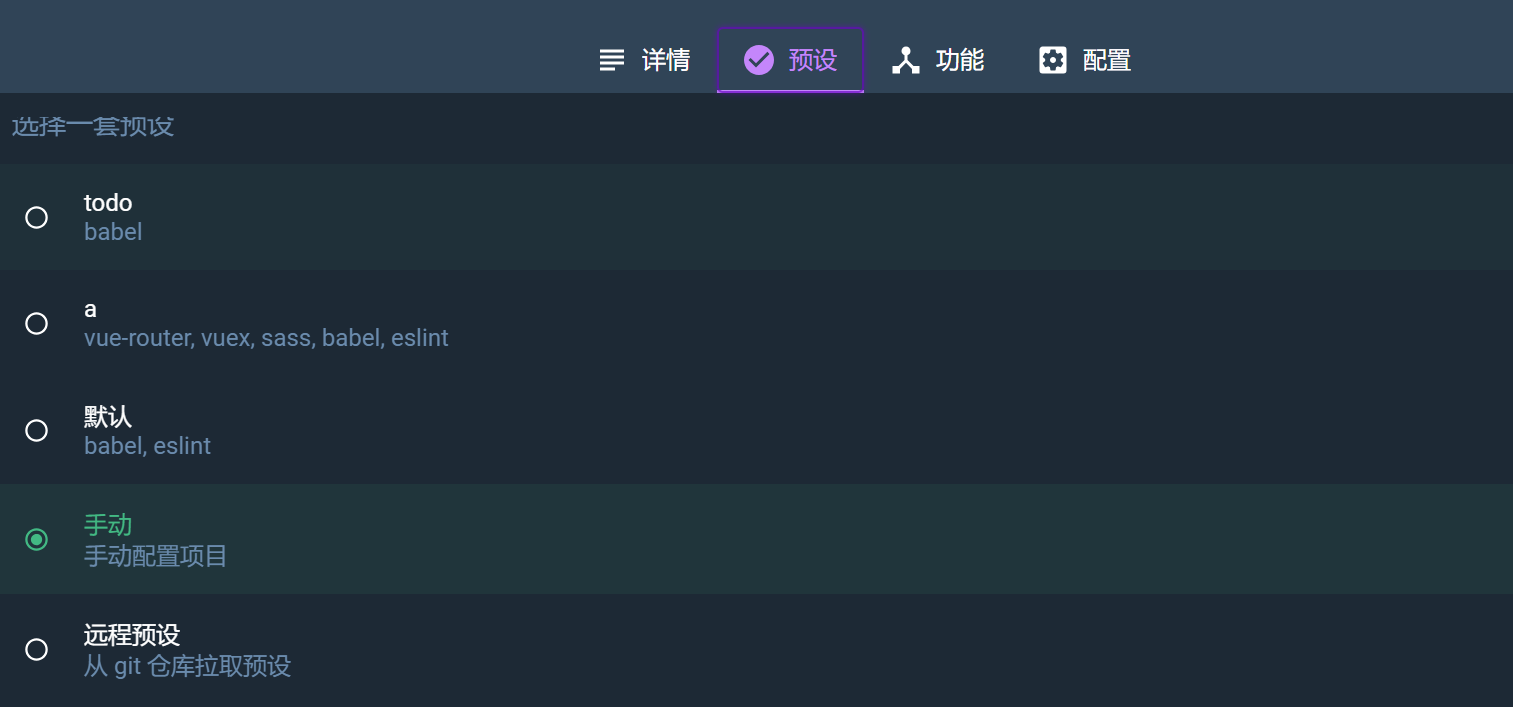 详情 预设 功能 配置
选择一套预设
todo
babel
a
vue-router, vuex, sass, babel, eslint
默认
babel, eslint
手动
手动配置项目
远程预设
从 git 仓库拉取预设